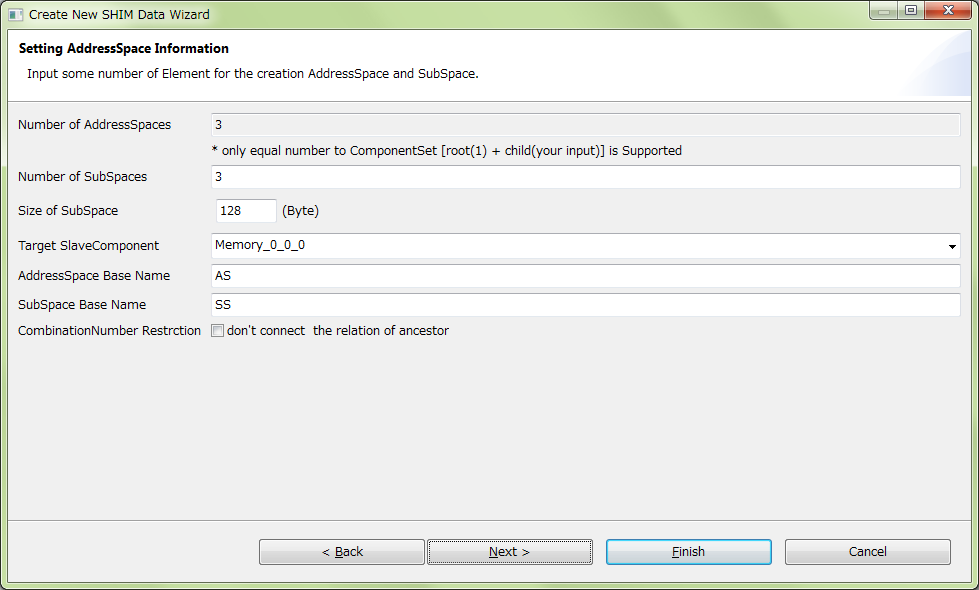 Create New SHIM Data Wizard
Setting AddressSpace Information
Input some number of Element for the creation AddressSpace and SubSpace.
Number of AddressSpaces 3
* only equal number to ComponentSet [root(1) + child(your input)] is Supported
Number of SubSpaces 3
Size of SubSpace 128 (Byte)
Target SlaveComponent Memory_0_0_0
AddressSpace Base Name AS
SubSpace Base Name SS
CombinationNumber Restrction don't connect the relation of ancestor
< Back Next > Finish Cancel